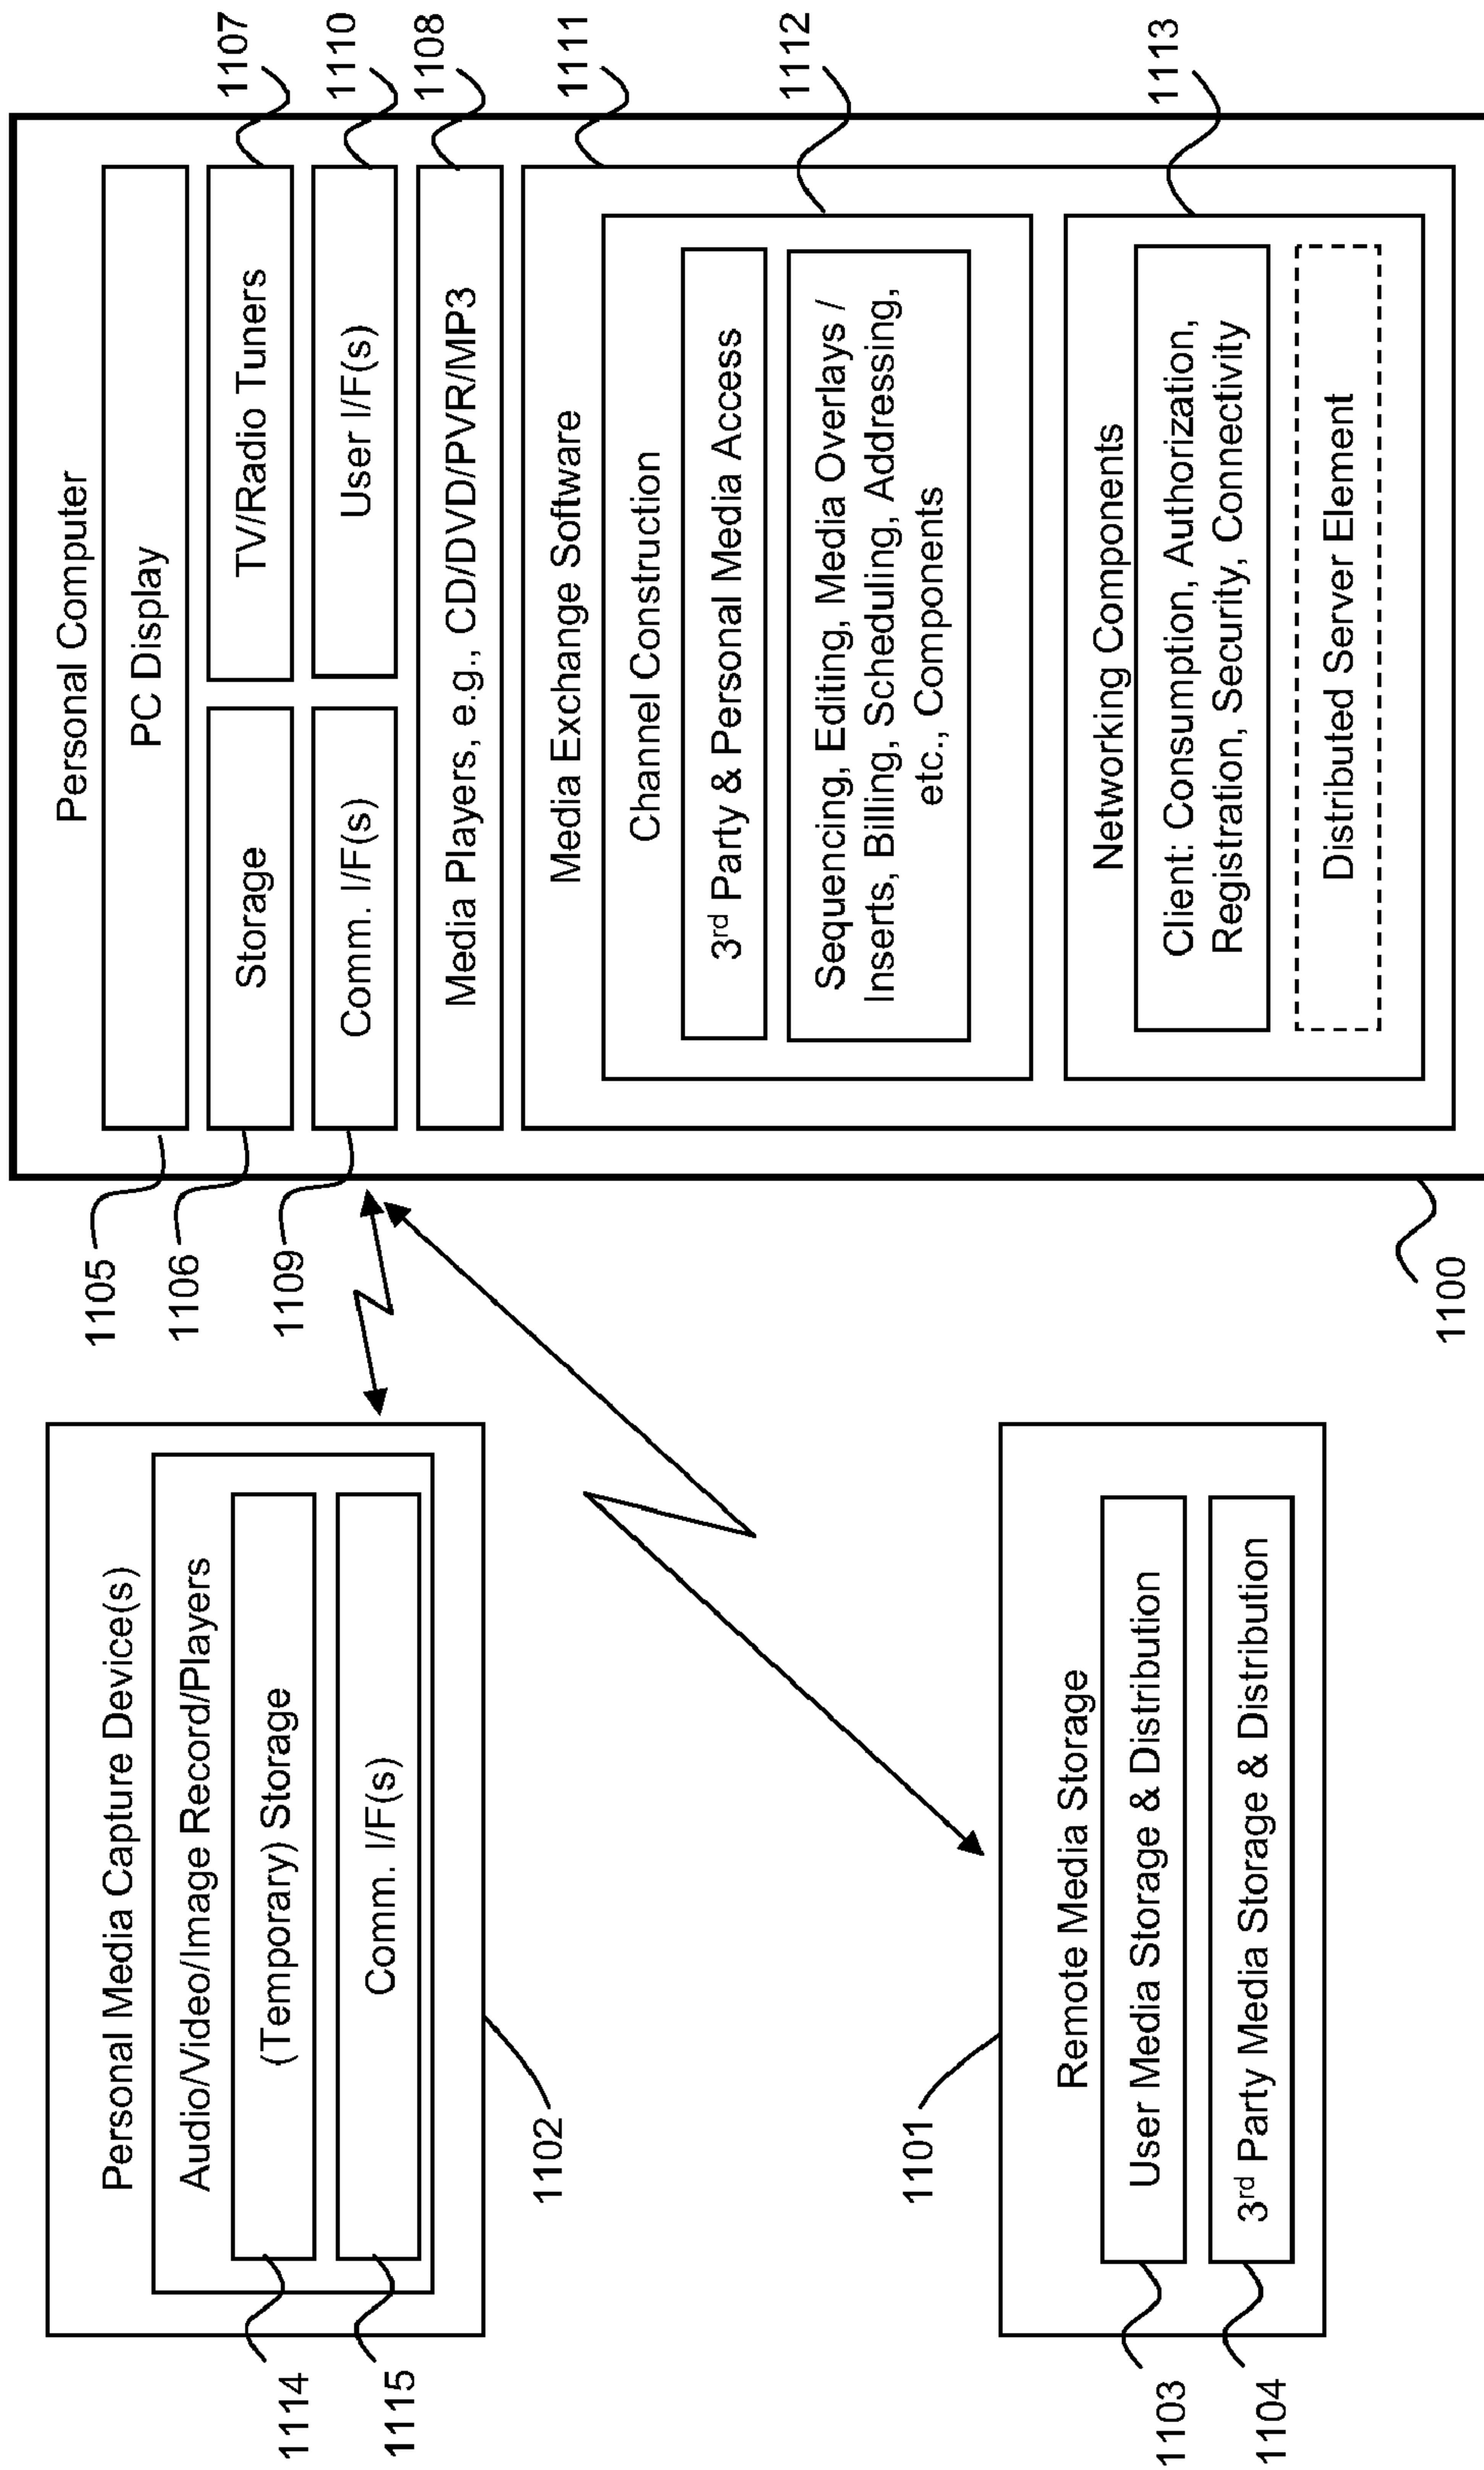 Personal Media Capture Device(s)
Audio/Video/Image Record/Players
(Temporary) Storage
Comm. I/F(s)
1114
1115
1102
1101
Remote Media Storage
User Media Storage & Distribution
3rd Party Media Storage & Distribution
1103
1104
1105
1106
1109
1100
Personal Computer
PC Display
Storage
TV/Radio Tuners
Comm. I/F(s)
User I/F(s)
Media Players, e.g., CD/DVD/PVR/MP3
Media Exchange Software
Channel Construction
3rd Party & Personal Media Access
Sequencing, Editing, Media Overlays /
Inserts, Billing, Scheduling, Addressing,
etc., Components
Networking Components
Client: Consumption, Authorization,
Registration, Security, Connectivity
Distributed Server Element
1107
1110
1108
1111
1112
1113